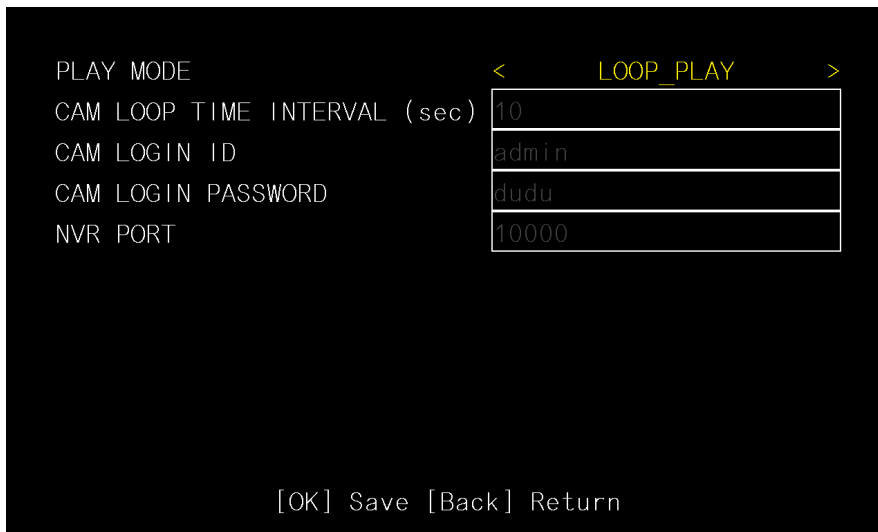 PLAY MODE < LOOP_PLAY >
CAM LOOP TIME INTERVAL (sec) 10
CAM LOGIN ID admin
CAM LOGIN PASSWORD dudu
NVR PORT 10000
[OK] Save [Back] Return